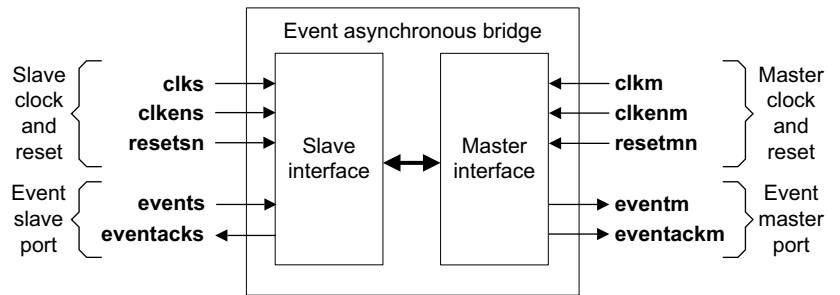 Event asynchronous bridge
Slave
clock
and
reset
clks
clkens
resetsn
Event
slave
port
events
eventacks
Slave
interface
Master
interface
clkm
clkenm
resetmn
Master
clock
and
reset
eventm
eventackm
Event
master
port